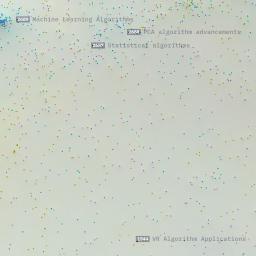 Machine Learning Algorithms
PCA algorithm advancements
Statistical algorithms
VR Algorithm Applications